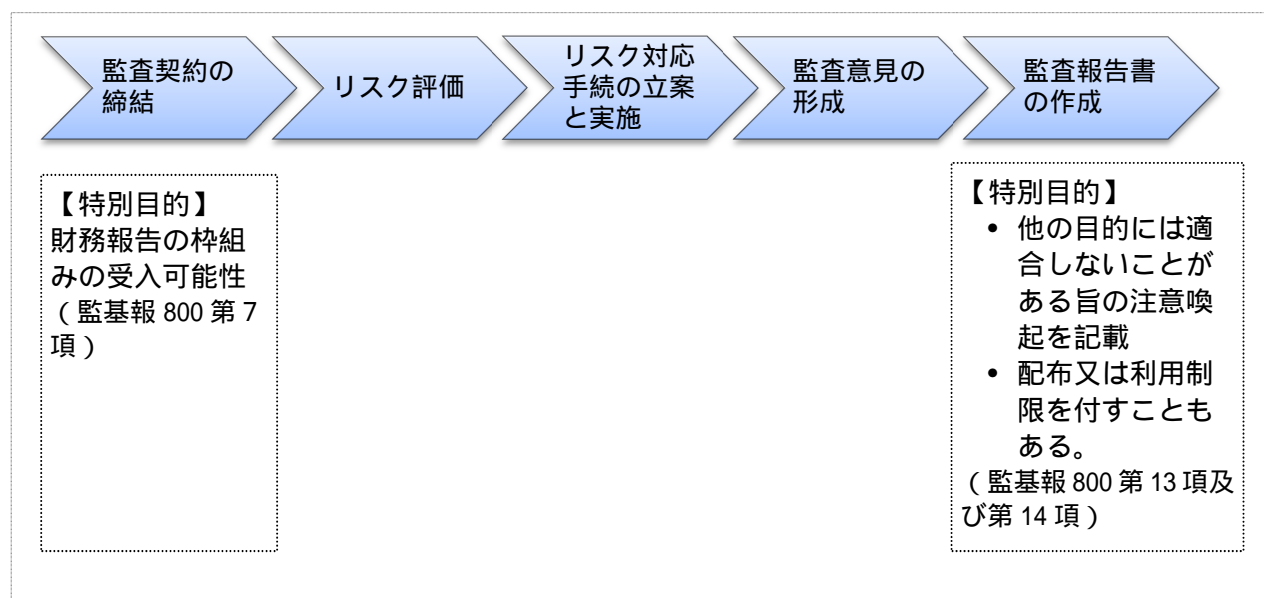 監査契約の
締結
リスク評価
リスク対応
手続の立案
と実施
監査意見の
形成
監査報告書
の作成
【特別目的】
財務報告の枠組
みの受入可能性
(監基報 800 第 7
項)
【特別目的】
• 他の目的には適
合しないことが
ある旨の注意喚
起を記載
• 配布又は利用制
限を付すことも
ある。
(監基報 800 第 13 項及
び第 14 項)